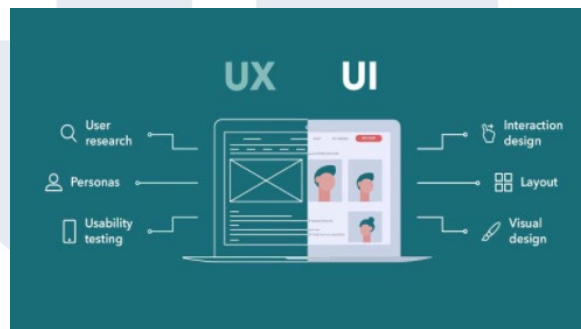 UX
UI
User
research
Personas
Usability
testing
Interaction
design
Layout
Visual
design